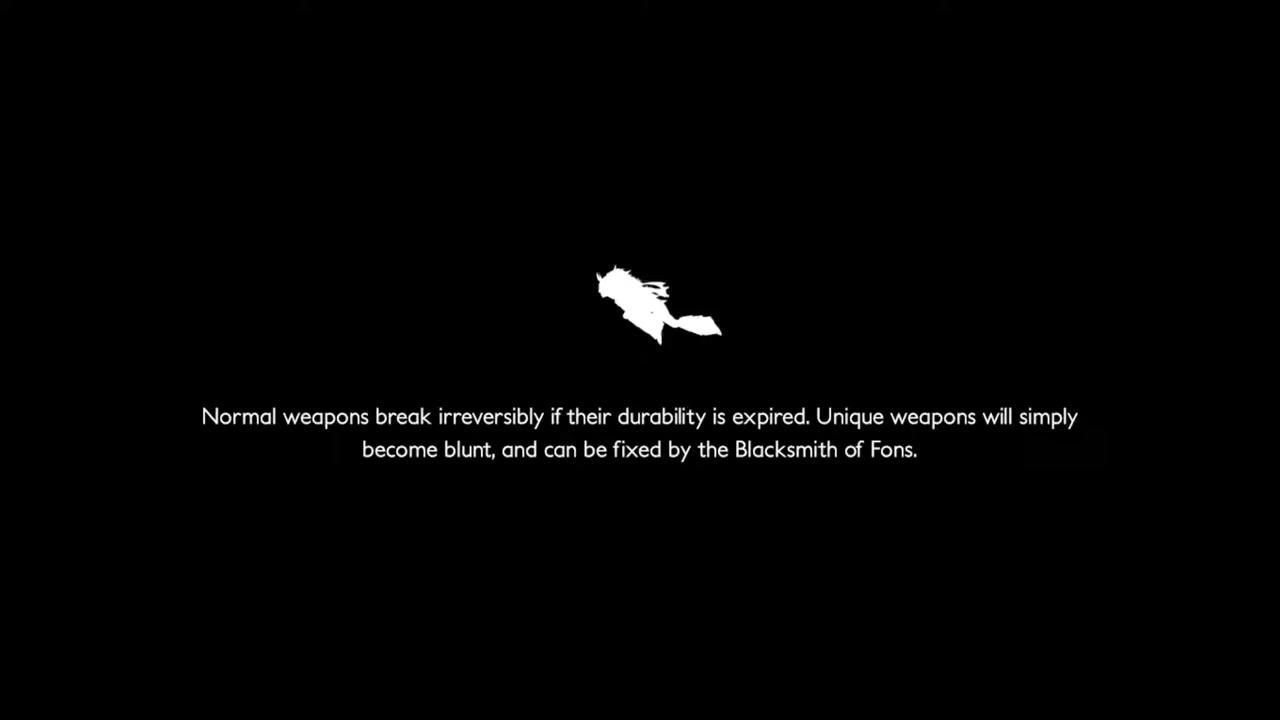 Normal weapons break irreversibly if their durability is expired. Unique weapons will simply
become blunt, and can be fixed by the Blacksmith of Fons.